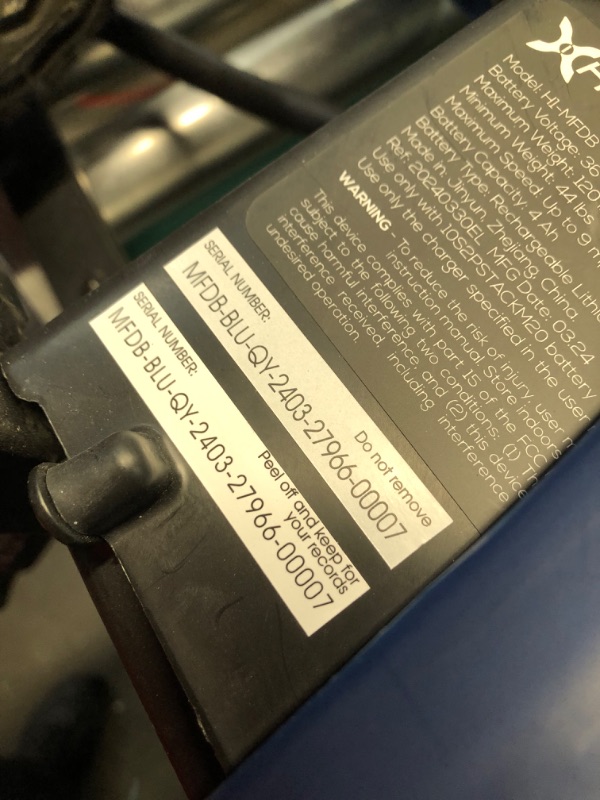 Model: H1-MFDB
Battery Voltage: 36
Maximum Weight: 120
Minimum Weight: 44 lbs
Maximum Speed: Up to 9
Battery Capacity: 4 Ah
Battery Type: Rechargeable
Made in: Jinyun, Zhejiang, China
Ref: 20240330EL MFG Date: 03/24
Use only with 10S2PSTACKM20 battery
Use only the charger specified in the user
WARNING To reduce the risk of injury, user
instruction manual. Store indoors
This device complies with part 15 of the FCC
subject to the following two conditions: (1)
cause harmful interference, and (2) this device
interference received, including interference
undesired operation.
SERIAL NUMBER:
MFDB-BLU-QY-2403-27966-00007
Do not remove
SERIAL NUMBER:
MFDB-BLU-QY-2403-27966-00007
Peel off and keep for
your records